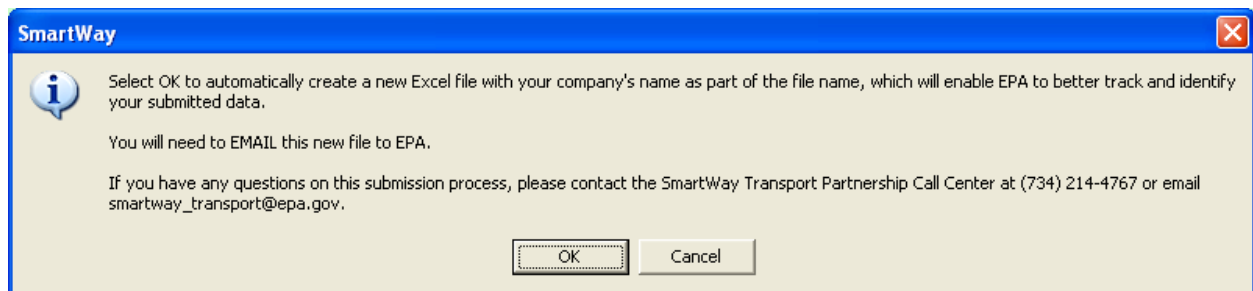 SmartWay
Select OK to automatically create a new Excel file with your company's name as part of the file name, which will enable EPA to better track and identify
your submitted data.
You will need to EMAIL this new file to EPA.
If you have any questions on this submission process, please contact the SmartWay Transport Partnership Call Center at (734) 214-4767 or email
smartway_transport@epa.gov.
OK Cancel